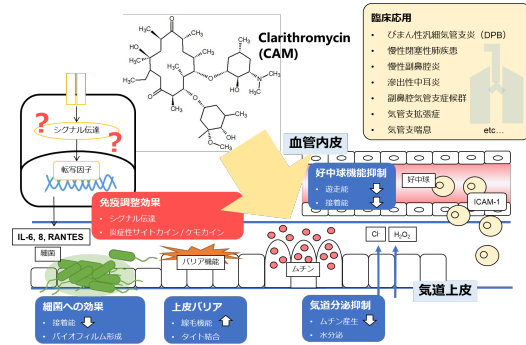 Clarithromycin
(CAM)
臨床応用
• びまん性汎細気管支炎（DPB）
• 慢性閉塞性肺疾患
• 慢性副鼻腔炎
• 滲出性中耳炎
• 副鼻腔気管支症候群
• 気管支拡張症
• 気管支喘息
etc…
?
シグナル伝達
?
転写因子
IL-6, 8, RANTES
免疫調整効果
• シグナル伝達
• 炎症性サイトカイン / ケモカイン
血管内皮
好中球機能抑制
• 遊走能
• 接着能
好中球
ICAM-1
細菌
バリア機能
ムチン
Cl⁻
H₂O₂
気道上皮
細菌への効果
• 接着能
• バイオフィルム形成
上皮バリア
• 線毛機能
• タイト結合
気道分泌抑制
• ムチン産生
• 水分泌